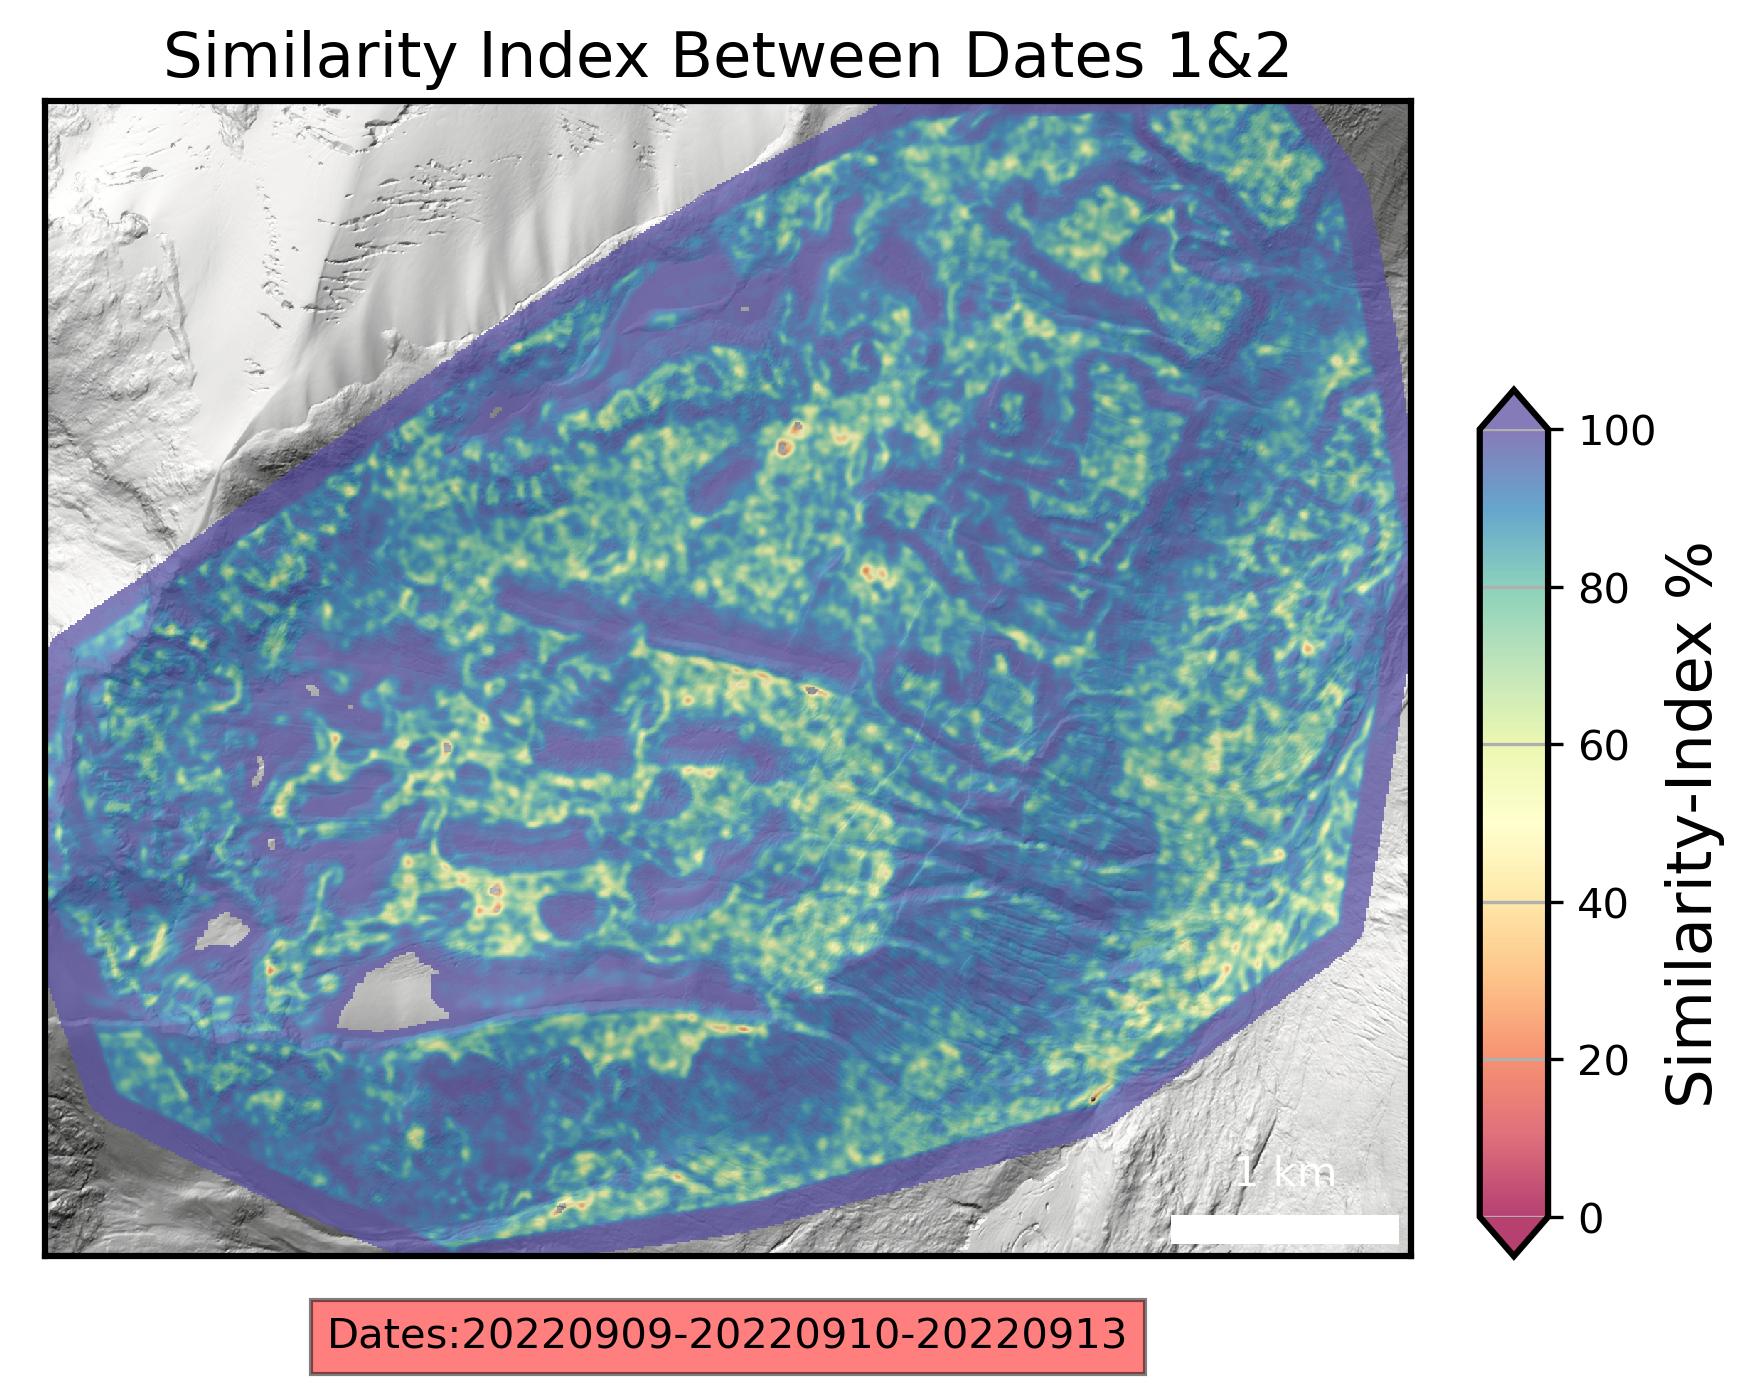 Similarity Index Between Dates 1&2
100
80
60
40
20
0
Similarity-Index %
1 km
Dates:20220909-20220910-20220913